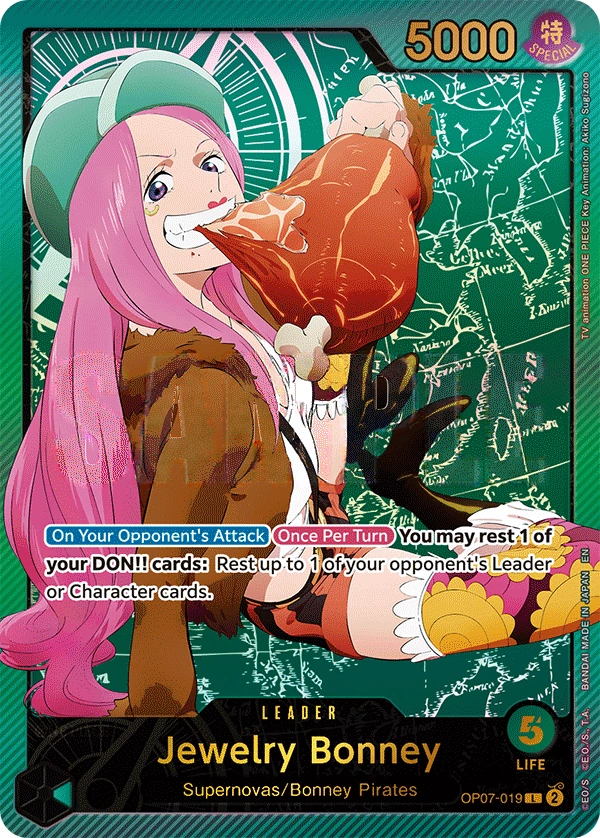 5000
特
SPECIAL
TV animation ONE PIECE Key Animation: Akiko Sugizono
SAMPLE
On Your Opponent's Attack Once Per Turn You may rest 1 of
your DON!! cards: Rest up to 1 of your opponent's Leader
or Character cards.
©E.O./S. ©E.O./S., T.A. BANDAI MADE IN JAPAN EN
LEADER
Jewelry Bonney
Supernovas/Bonney Pirates
5
LIFE
OP07-019 L 2